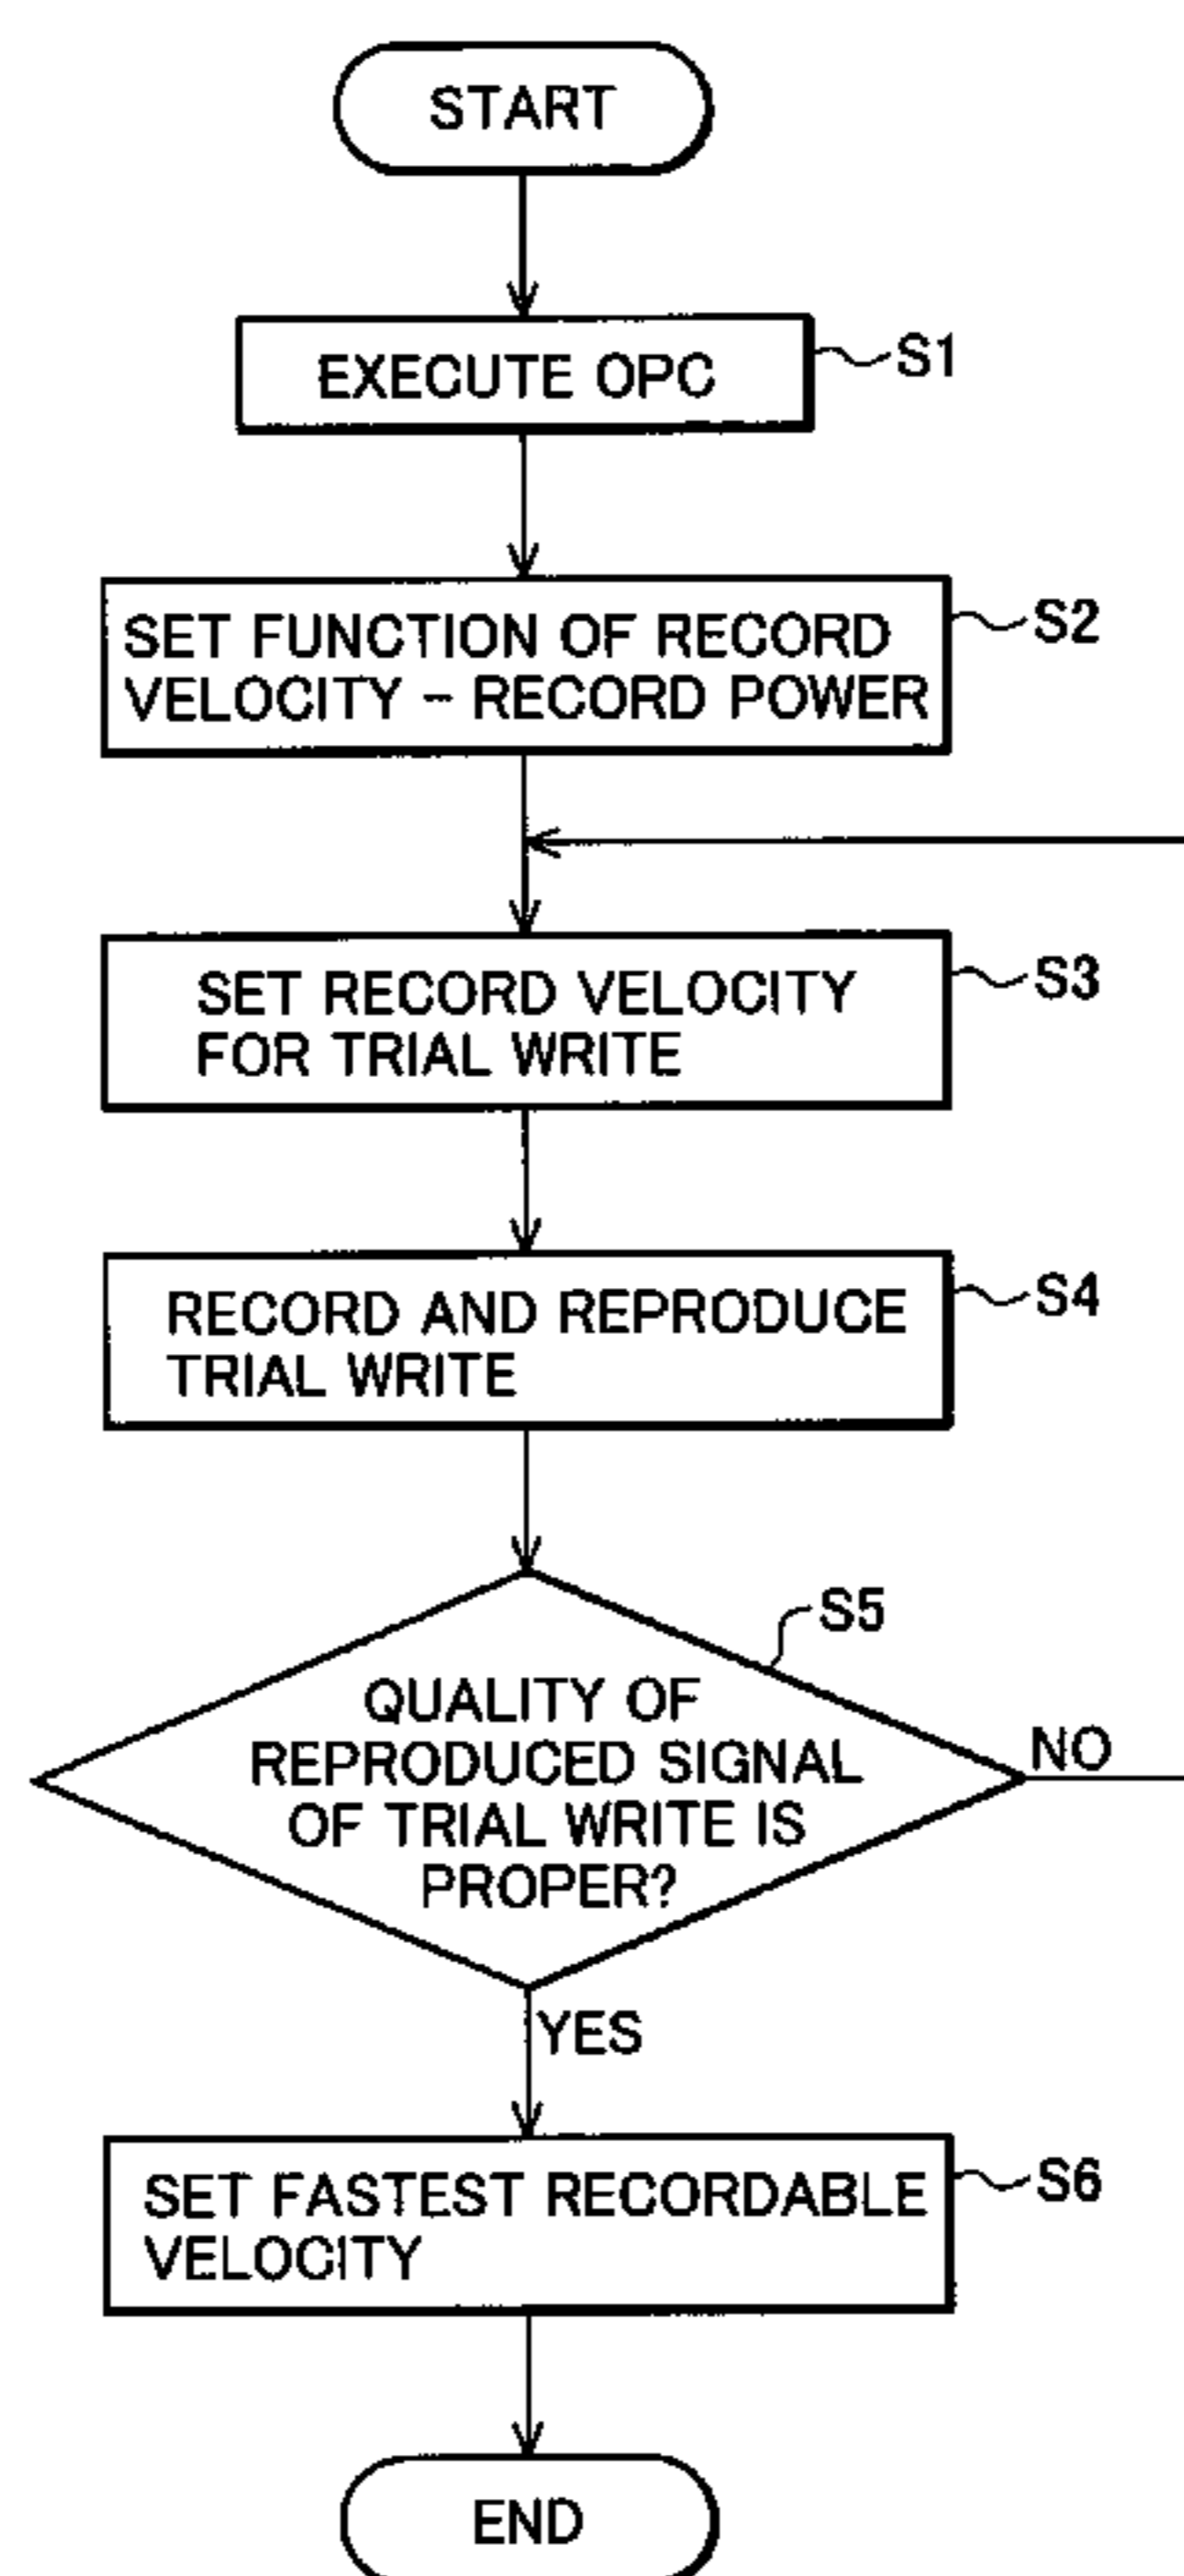 START
EXECUTE OPC
S1
SET FUNCTION OF RECORD
VELOCITY – RECORD POWER
S2
SET RECORD VELOCITY
FOR TRIAL WRITE
S3
RECORD AND REPRODUCE
TRIAL WRITE
S4
S5
QUALITY OF
REPRODUCED SIGNAL
OF TRIAL WRITE IS
PROPER?
NO
YES
SET FASTEST RECORDABLE
VELOCITY
S6
END